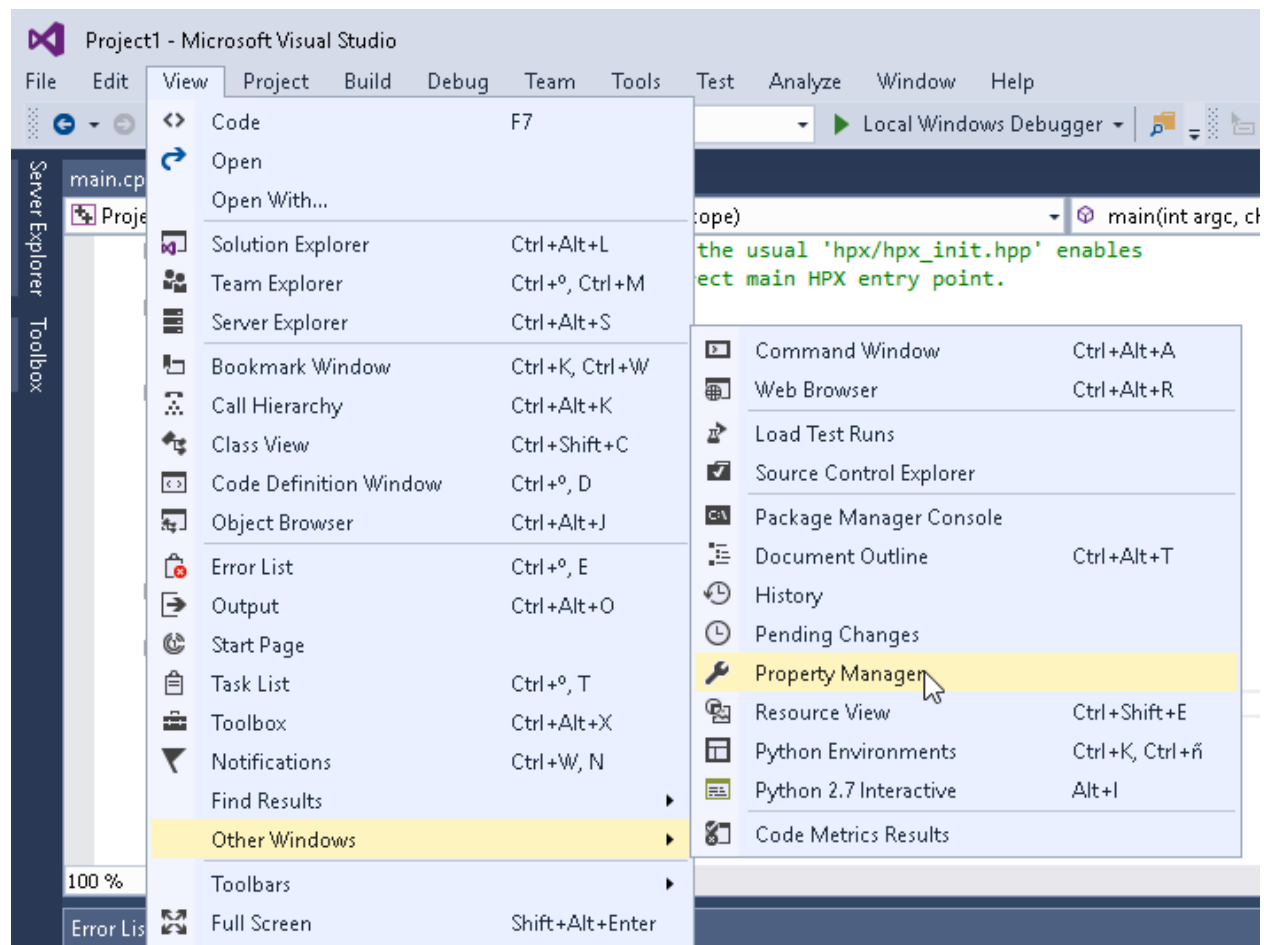 Project1 - Microsoft Visual Studio
File Edit View Project Build Debug Team Tools Test Analyze Window Help
Local Windows Debugger
Server Explorer
Toolbox
main.cp
Proje
cope)
main(int argc, ch
the usual 'hpx/hpx_init.hpp' enables
rect main HPX entry point.
Code F7
Open
Open With...
Solution Explorer Ctrl+Alt+L
Team Explorer Ctrl+º, Ctrl+M
Server Explorer Ctrl+Alt+S
Bookmark Window Ctrl+K, Ctrl+W
Call Hierarchy Ctrl+Alt+K
Class View Ctrl+Shift+C
Code Definition Window Ctrl+º, D
Object Browser Ctrl+Alt+J
Error List Ctrl+º, E
Output Ctrl+Alt+O
Start Page
Task List Ctrl+º, T
Toolbox Ctrl+Alt+X
Notifications Ctrl+W, N
Find Results
Other Windows
Toolbars
Full Screen Shift+Alt+Enter
Command Window Ctrl+Alt+A
Web Browser Ctrl+Alt+R
Load Test Runs
Source Control Explorer
Package Manager Console
Document Outline Ctrl+Alt+T
History
Pending Changes
Property Manager
Resource View Ctrl+Shift+E
Python Environments Ctrl+K, Ctrl+ñ
Python 2.7 Interactive Alt+I
Code Metrics Results
100 %
Error Lis